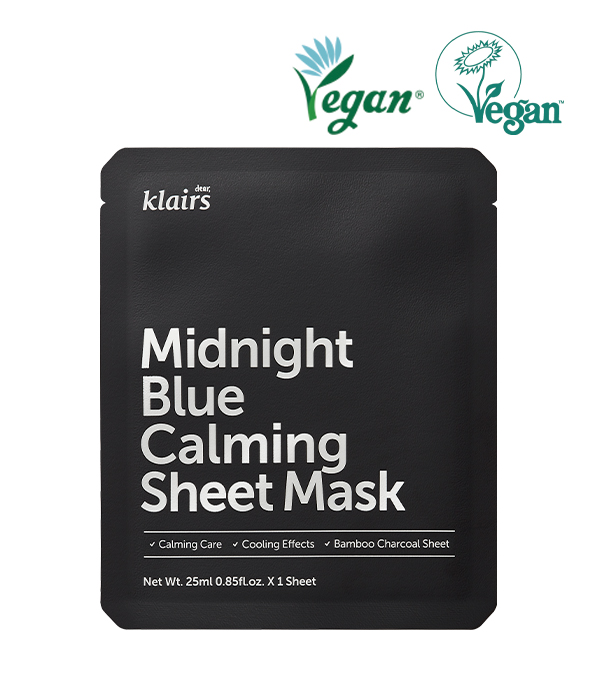 Vegan®
Vegan™
dear,
klairs
Midnight
Blue
Calming
Sheet Mask
✓ Calming Care ✓ Cooling Effects ✓ Bamboo Charcoal Sheet
Net Wt. 25ml 0.85fl.oz. X 1 Sheet